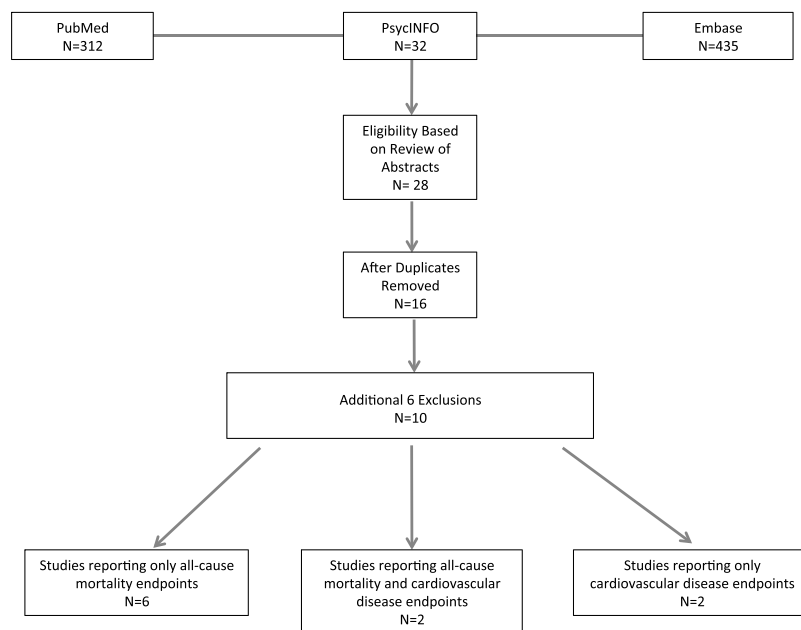 PubMed
N=312
PsycINFO
N=32
Embase
N=435
Eligibility Based
on Review of
Abstracts
N= 28
After Duplicates
Removed
N=16
Additional 6 Exclusions
N=10
Studies reporting only all-cause
mortality endpoints
N=6
Studies reporting all-cause
mortality and cardiovascular
disease endpoints
N=2
Studies reporting only
cardiovascular disease endpoints
N=2